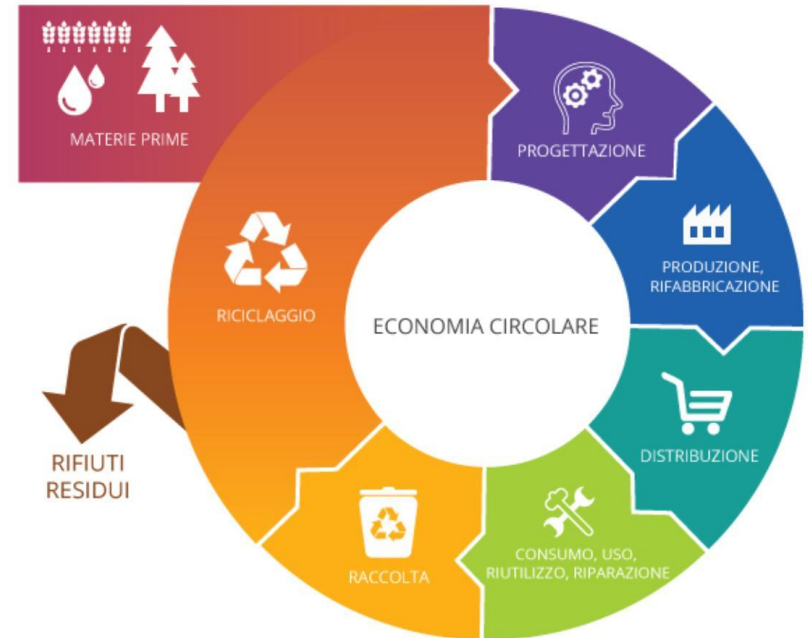 MATERIE PRIME
PROGETTAZIONE
PRODUZIONE,
RIFABBRICAZIONE
DISTRIBUZIONE
CONSUMO, USO,
RIUTILIZZO, RIPARAZIONE
RACCOLTA
RICICLAGGIO
RIFIUTI
RESIDUI
ECONOMIA CIRCOLARE